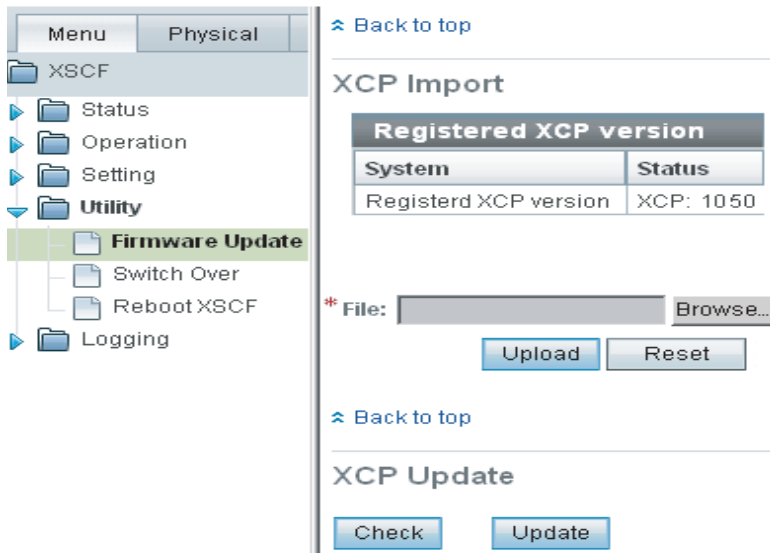 Menu Physical
XSCF
Status
Operation
Setting
Utility
Firmware Update
Switch Over
Reboot XSCF
Logging
Back to top
XCP Import
Registered XCP version
System Status
Registerd XCP version XCP: 1050
* File: Browse...
Upload Reset
Back to top
XCP Update
Check Update